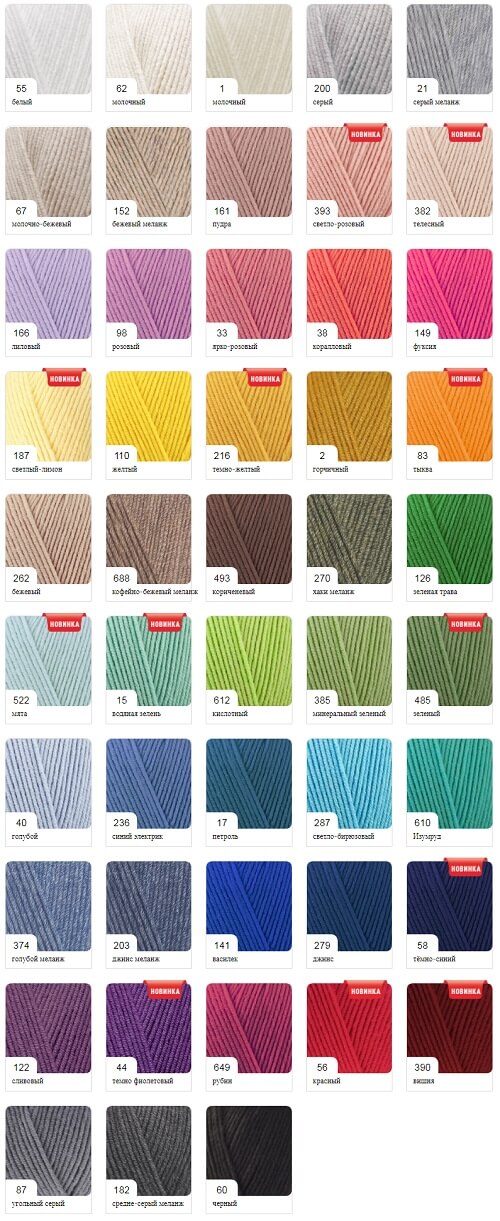 55
белый
62
молочный
1
молочный
200
серый
21
серый меланж
67
молочно-бежевый
152
бежевый меланж
161
пудра
НОВИНКА
393
светло-розовый
НОВИНКА
382
телесный
166
лиловый
98
розовый
33
ярко-розовый
38
коралловый
149
фуксия
НОВИНКА
187
светлый-лимон
110
желтый
НОВИНКА
216
темно-желтый
2
горчичный
НОВИНКА
83
тыква
262
бежевый
688
кофейно-бежевый меланж
493
коричневый
270
хаки меланж
126
зеленая трава
НОВИНКА
522
мята
НОВИНКА
15
водяная зелень
612
кислотный
385
минеральный зеленый
НОВИНКА
485
зеленый
40
голубой
236
синий электрик
17
петроль
287
светло-бирюзовый
610
Изумруд
374
голубой меланж
203
джинс меланж
141
василек
279
джинс
НОВИНКА
58
тёмно-синий
122
сливовый
НОВИНКА
44
темно фиолетовый
649
рубин
НОВИНКА
56
красный
НОВИНКА
390
вишня
87
угольный серый
182
средне-серый меланж
60
черный